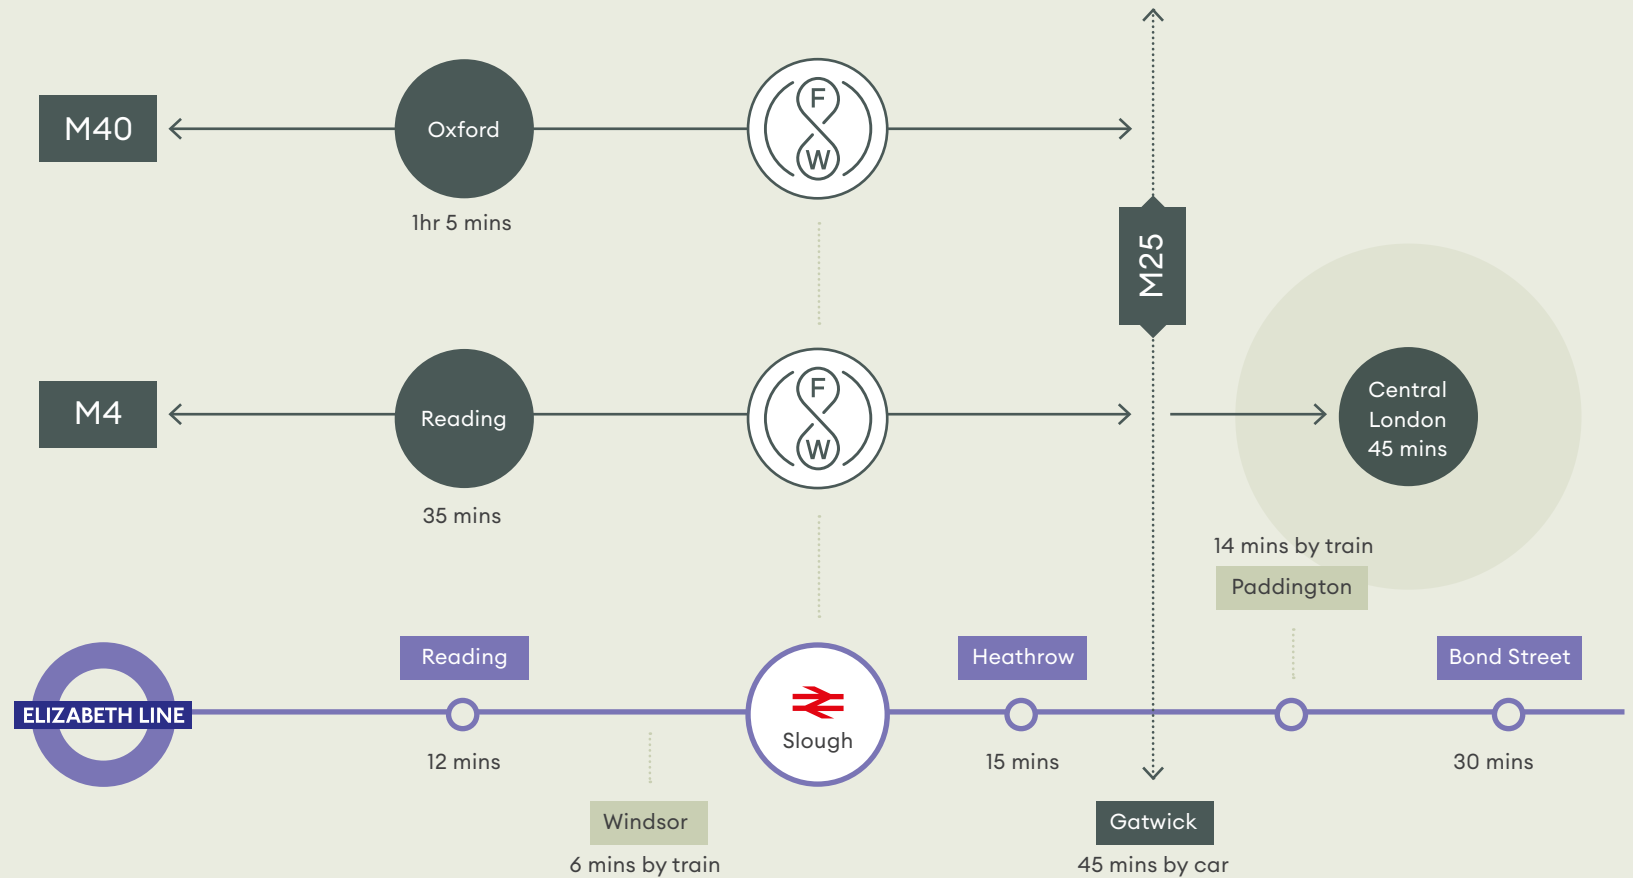 M40
Oxford
1hr 5 mins
F
W
M25
M4
Reading
35 mins
F
W
Central
London
45 mins
14 mins by train
Paddington
ELIZABETH LINE
Reading
12 mins
Slough
Heathrow
15 mins
Bond Street
30 mins
Windsor
6 mins by train
Gatwick
45 mins by car